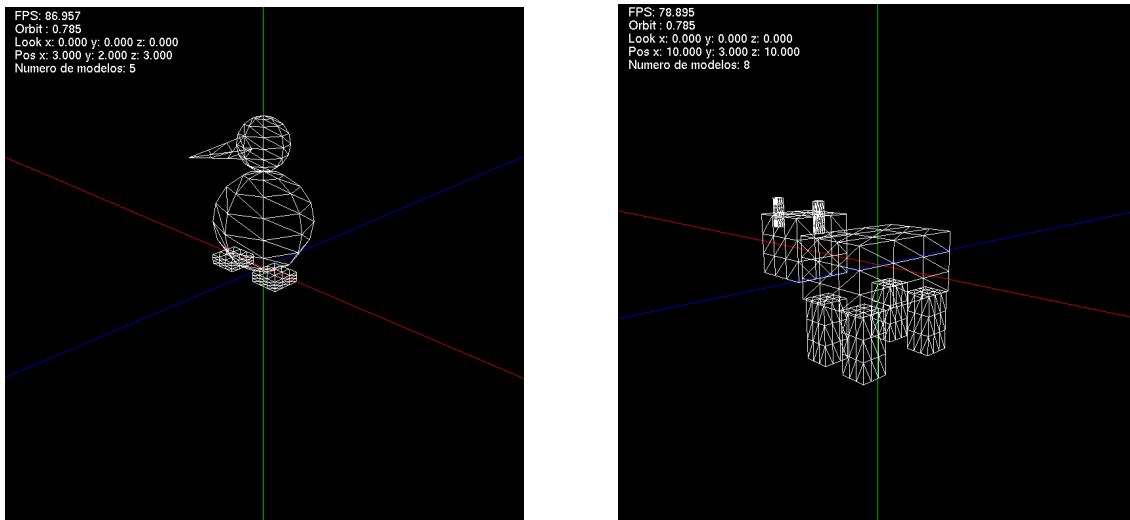 FPS: 86.957
Orbit : 0.785
Look x: 0.000 y: 0.000 z: 0.000
Pos x: 3.000 y: 2.000 z: 3.000
Numero de modelos: 5
FPS: 78.895
Orbit : 0.785
Look x: 0.000 y: 0.000 z: 0.000
Pos x: 10.000 y: 3.000 z: 10.000
Numero de modelos: 8